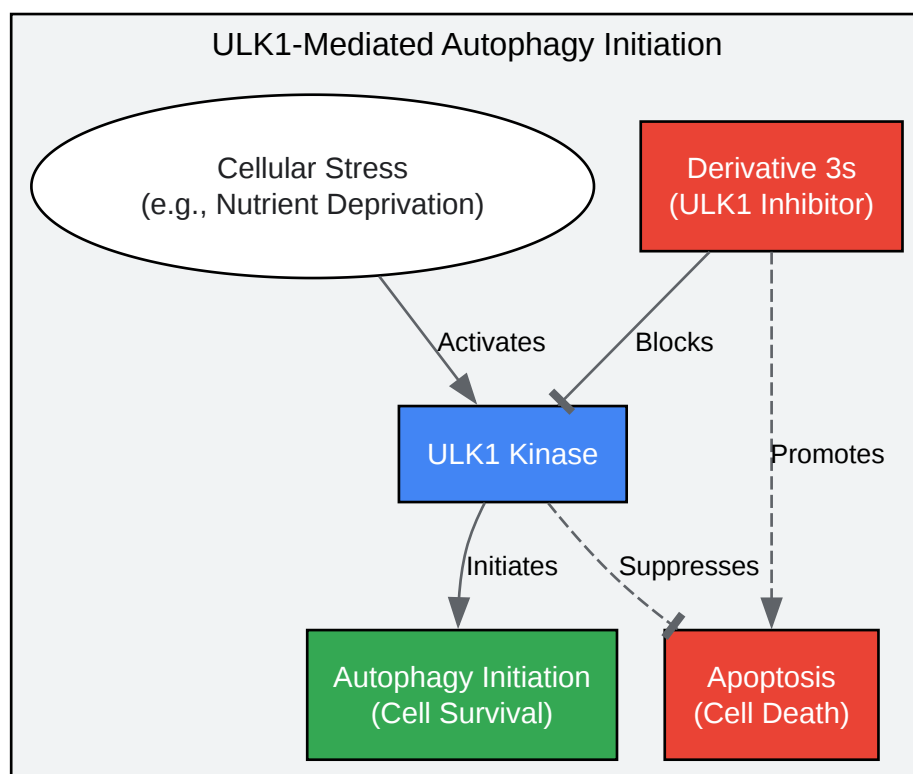 ULK1-Mediated Autophagy Initiation
Cellular Stress
(e.g., Nutrient Deprivation)
Derivative 3s
(ULK1 Inhibitor)
Activates
Blocks
ULK1 Kinase
Promotes
Initiates
Suppresses
Autophagy Initiation
(Cell Survival)
Apoptosis
(Cell Death)